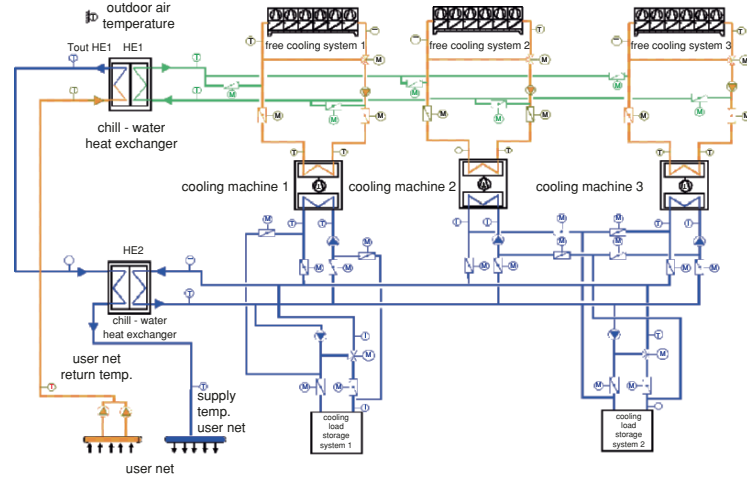 outdoor air
temperature
Tout HE1
HE1
free cooling system 1
free cooling system 2
free cooling system 3
chill - water
heat exchanger
cooling machine 1
cooling machine 2
cooling machine 3
HE2
chill - water
heat exchanger
user net
return temp.
supply
temp.
user net
cooling
load
storage
system 1
cooling
load
storage
system 2
user net